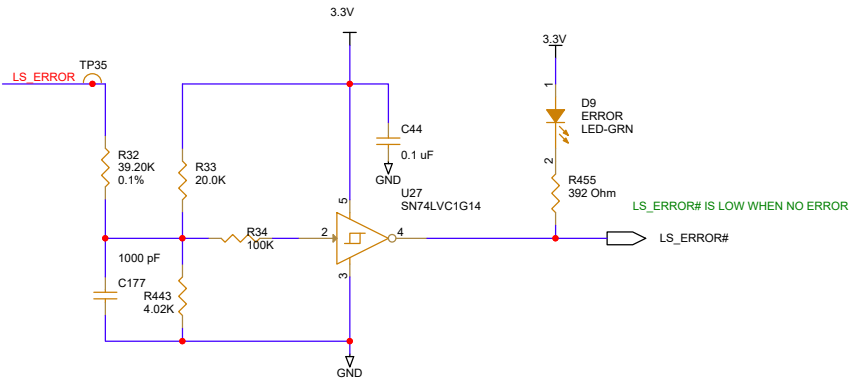 3.3V
TP35
LS_ERROR
3.3V
1
D9
ERROR
LED-GRN
C44
0.1 uF
GND
R32
39.20K
0.1%
R33
20.0K
2
R455
392 Ohm
U27
SN74LVC1G14
5
LS_ERROR# IS LOW WHEN NO ERROR
R34
100K
2
4
LS_ERROR#
1000 pF
C177
R443
4.02K
3
GND